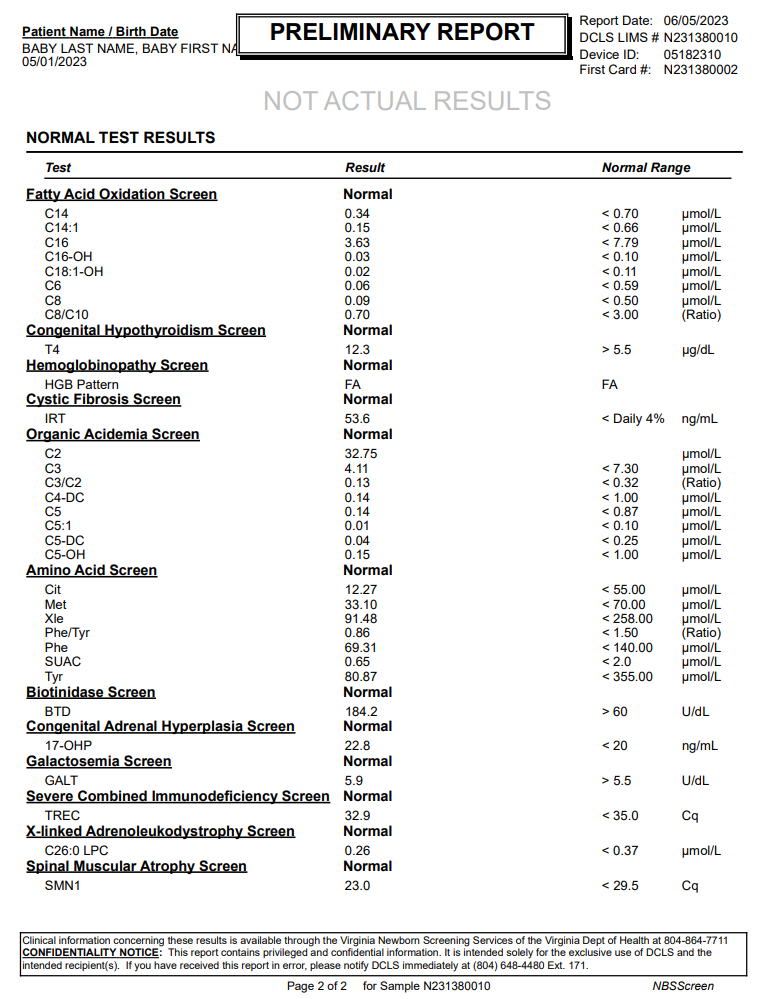 Patient Name / Birth Date
BABY LAST NAME, BABY FIRST NA
05/01/2023
PRELIMINARY REPORT
Report Date: 06/05/2023
DCLS LIMS # N231380010
Device ID: 05182310
First Card #: N231380002
NOT ACTUAL RESULTS
NORMAL TEST RESULTS
Test Result Normal Range
Fatty Acid Oxidation Screen Normal
C14 0.34 < 0.70 µmol/L
C14:1 0.15 < 0.66 µmol/L
C16 3.63 < 7.79 µmol/L
C16-OH 0.03 < 0.10 µmol/L
C18:1-OH 0.02 < 0.11 µmol/L
C6 0.06 < 0.59 µmol/L
C8 0.09 < 0.50 µmol/L
C8/C10 0.70 < 3.00 (Ratio)
Congenital Hypothyroidism Screen Normal
T4 12.3 > 5.5 µg/dL
Hemoglobinopathy Screen Normal
HGB Pattern FA FA
Cystic Fibrosis Screen Normal
IRT 53.6 < Daily 4% ng/mL
Organic Acidemia Screen Normal
C2 32.75 µmol/L
C3 4.11 < 7.30 µmol/L
C3/C2 0.13 < 0.32 (Ratio)
C4-DC 0.14 < 1.00 µmol/L
C5 0.14 < 0.87 µmol/L
C5:1 0.01 < 0.10 µmol/L
C5-DC 0.04 < 0.25 µmol/L
C5-OH 0.15 < 1.00 µmol/L
Amino Acid Screen Normal
Cit 12.27 < 55.00 µmol/L
Met 33.10 < 70.00 µmol/L
Xle 91.48 < 258.00 µmol/L
Phe/Tyr 0.86 < 1.50 (Ratio)
Phe 69.31 < 140.00 µmol/L
SUAC 0.65 < 2.0 µmol/L
Tyr 80.87 < 355.00 µmol/L
Biotinidase Screen Normal
BTD 184.2 > 60 U/dL
Congenital Adrenal Hyperplasia Screen Normal
17-OHP 22.8 < 20 ng/mL
Galactosemia Screen Normal
GALT 5.9 > 5.5 U/dL
Severe Combined Immunodeficiency Screen Normal
TREC 32.9 < 35.0 Cq
X-linked Adrenoleukodystrophy Screen Normal
C26:0 LPC 0.26 < 0.37 µmol/L
Spinal Muscular Atrophy Screen Normal
SMN1 23.0 < 29.5 Cq
Clinical information concerning these results is available through the Virginia Newborn Screening Services of the Virginia Dept of Health at 804-864-7711
CONFIDENTIALITY NOTICE: This report contains privileged and confidential information. It is intended solely for the exclusive use of DCLS and the
intended recipient(s). If you have received this report in error, please notify DCLS immediately at (804) 648-4480 Ext. 171.
Page 2 of 2 for Sample N231380010 NBSScreen